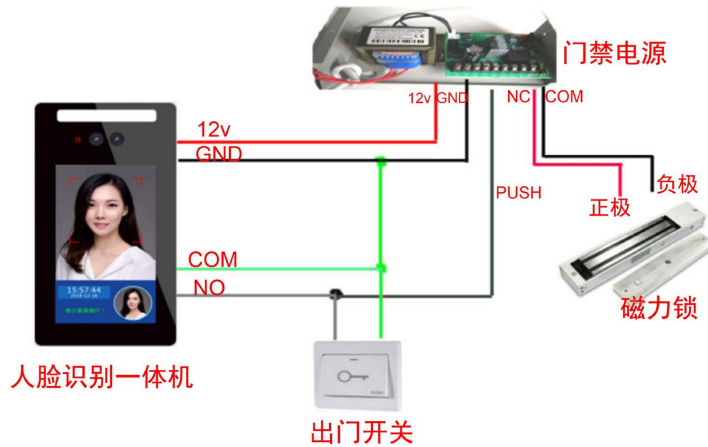 门禁电源
12v GND
NC COM
12v
GND
PUSH
负极
正极
COM
NO
15:57:44
磁力锁
人脸识别一体机
出门开关